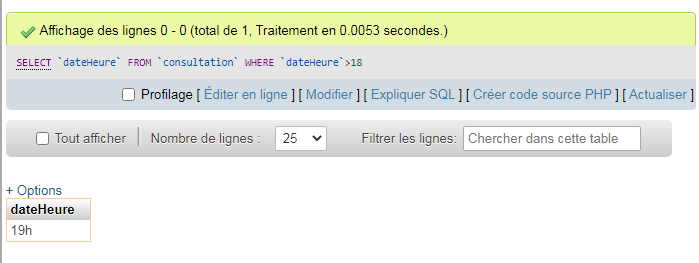 Affichage des lignes 0 - 0 (total de 1, Traitement en 0.0053 secondes.)
SELECT `dateHeure` FROM `consultation` WHERE `dateHeure`>18
Profilage [ Éditer en ligne ] [ Modifier ] [ Expliquer SQL ] [ Créer code source PHP ] [ Actualiser ]
Tout afficher Nombre de lignes : 25 Filtrer les lignes: Chercher dans cette table
+ Options
dateHeure
19h